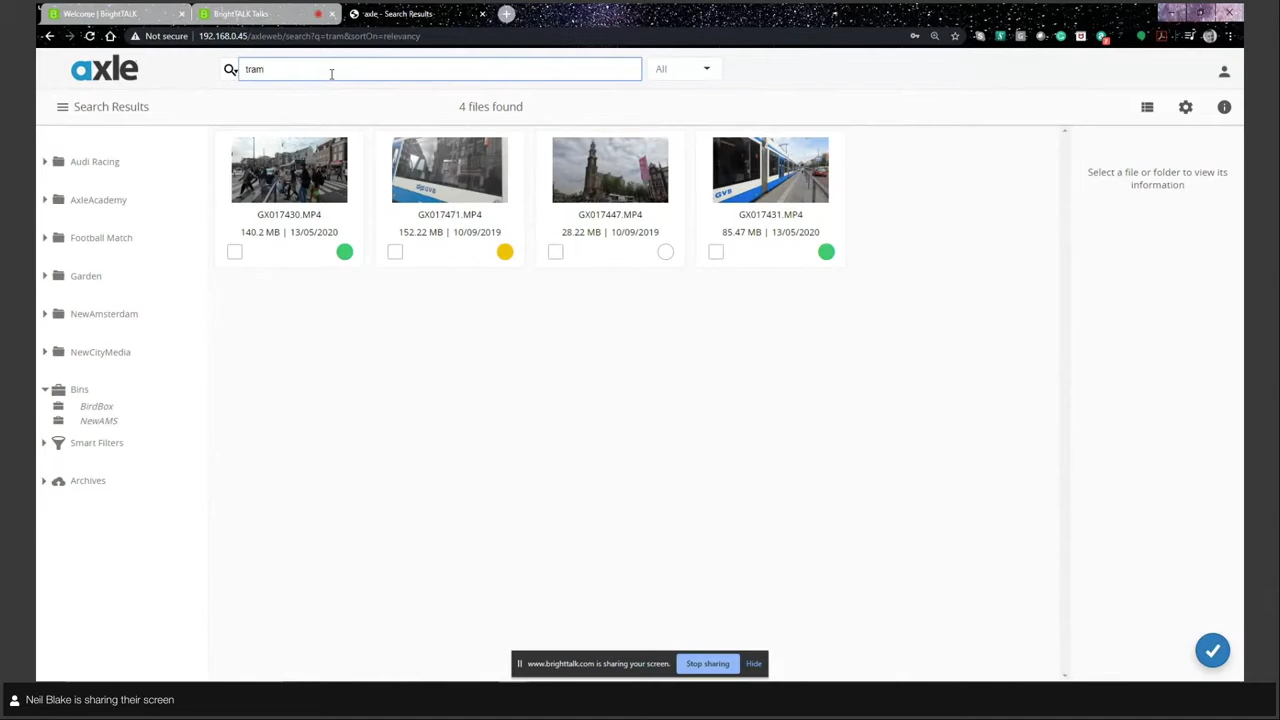 Welcome | BrightTALK
BrightTALK Talks
axle - Search Results
Not secure | 192.168.0.45/axleweb/search?q=tram&sortOn=relevancy
axle
tram
All
Search Results
4 files found
Audi Racing
AxleAcademy
Football Match
Garden
NewAmsterdam
NewCityMedia
Bins
BirdBox
NewAMS
Smart Filters
Archives
GX017430.MP4
140.2 MB | 13/05/2020
GX017471.MP4
152.22 MB | 10/09/2019
GX017447.MP4
28.22 MB | 10/09/2019
GVB
GX017431.MP4
85.47 MB | 13/05/2020
Select a file or folder to view its
information
www.brighttalk.com is sharing your screen.
Stop sharing
Hide
Neil Blake is sharing their screen